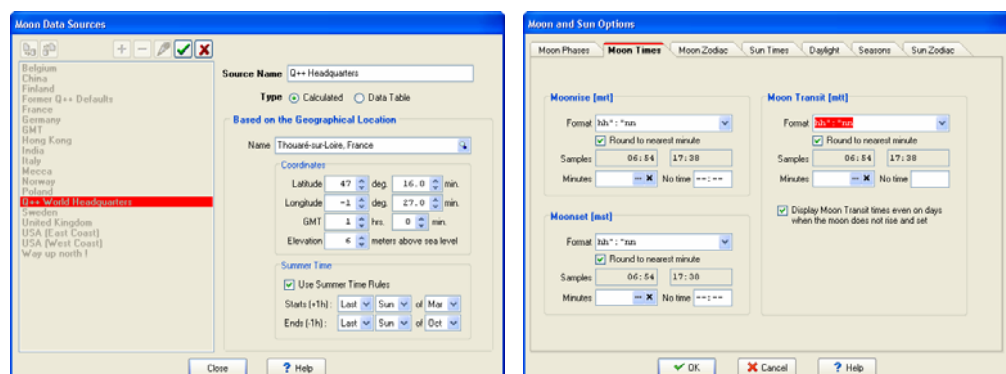 Moon Data Sources
Belgium
China
Finland
Former Q++ Defaults
France
Germany
GMT
Hong Kong
India
Italy
Mecca
Norway
Poland
Q++ World Headquarters
Sweden
United Kingdom
USA (East Coast)
USA (West Coast)
Way up north !
Source Name Q++ Headquarters
Type Calculated Data Table
Based on the Geographical Location
Name Thouaré-sur-Loire, France
Coordinates
Latitude 47 deg. 16.0 min.
Longitude -1 deg. 27.0 min.
GMT 1 hrs. 0 min.
Elevation 6 meters above sea level
Summer Time
Use Summer Time Rules
Starts (+1h) : Last Sun of Mar
Ends (-1h) : Last Sun of Oct
Close ? Help
Moon and Sun Options
Moon Phases Moon Times Moon Zodiac Sun Times Daylight Seasons Sun Zodiac
Moonrise [mrt]
Format hh":"nn
Round to nearest minute
Samples 06:54 17:38
Minutes ... No time --:--
Moonset [mst]
Format hh":"nn
Round to nearest minute
Samples 06:54 17:38
Minutes ... No time --:--
Moon Transit [mtt]
Format hh":"nn
Round to nearest minute
Samples 06:54 17:38
Minutes ... No time
Display Moon Transit times even on days
when the moon does not rise and set
OK Cancel ? Help